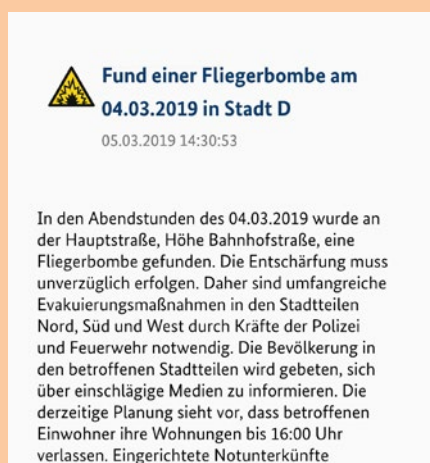 Fund einer Fliegerbombe am
04.03.2019 in Stadt D
05.03.2019 14:30:53
In den Abendstunden des 04.03.2019 wurde an
der Hauptstraße, Höhe Bahnhofstraße, eine
Fliegerbombe gefunden. Die Entschärfung muss
unverzüglich erfolgen. Daher sind umfangreiche
Evakuierungsmaßnahmen in den Stadtteilen
Nord, Süd und West durch Kräfte der Polizei
und Feuerwehr notwendig. Die Bevölkerung in
den betroffenen Stadtteilen wird gebeten, sich
über einschlägige Medien zu informieren. Die
derzeitige Planung sieht vor, dass betroffenen
Einwohner ihre Wohnungen bis 16:00 Uhr
verlassen. Eingerichtete Notunterkünfte